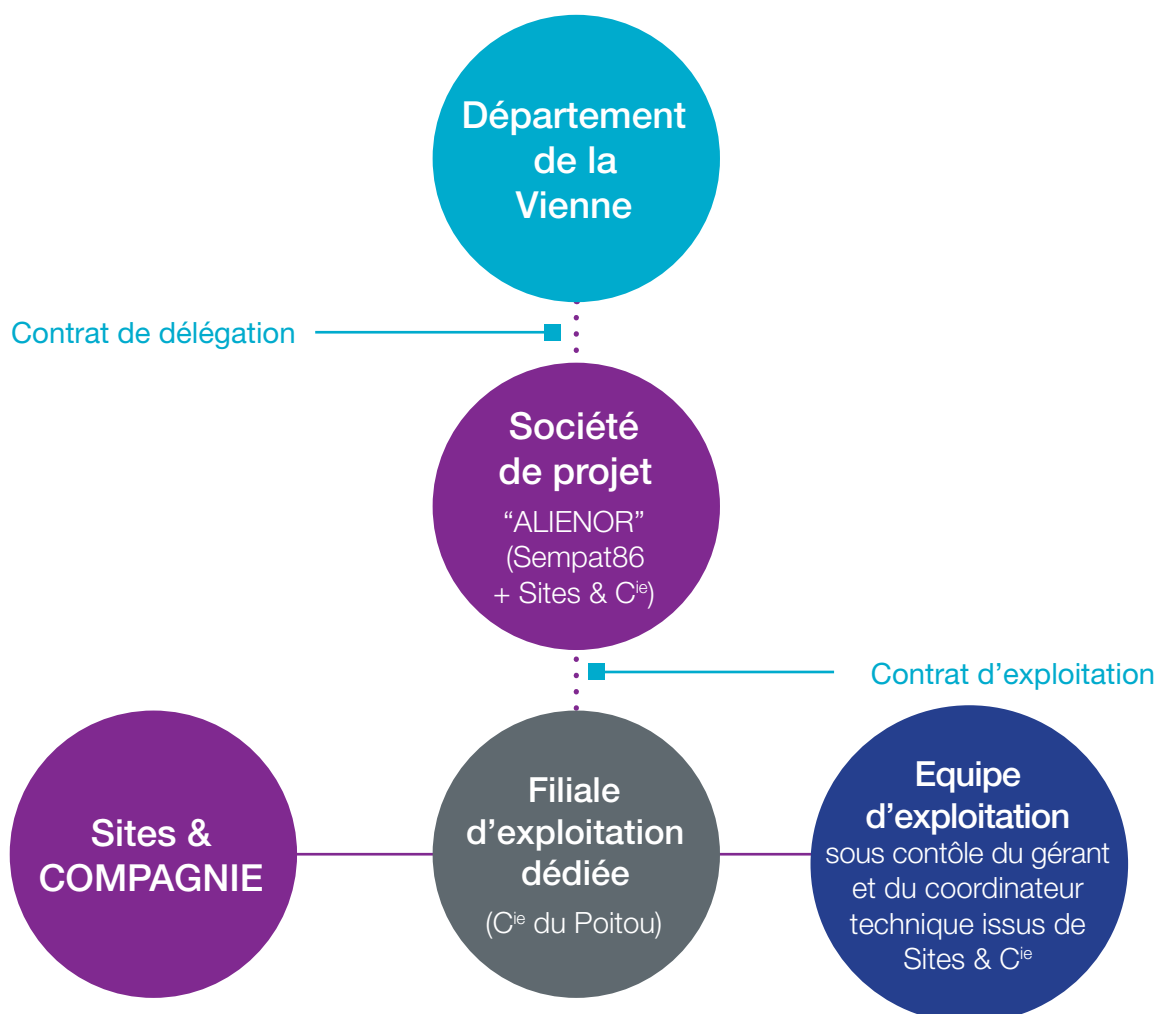 Département
de la
Vienne
Contrat de délégation
Société
de projet
“ALIENOR”
(Sempat86
+ Sites & Cie)
Contrat d’exploitation
Sites &
COMPAGNIE
Filiale
d’exploitation
dédiée
(Cie du Poitou)
Equipe
d’exploitation
sous contôle du gérant
et du coordinateur
technique issus de
Sites & Cie